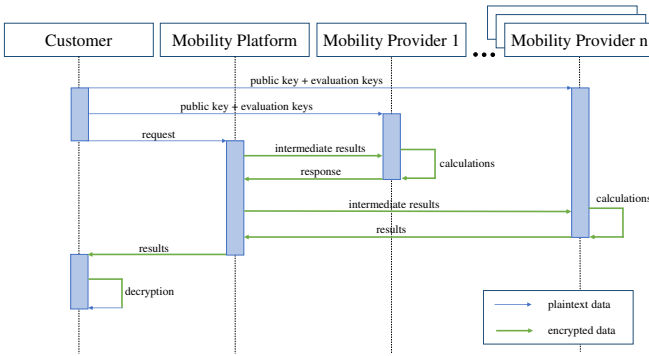 Customer
Mobility Platform
Mobility Provider 1
...
Mobility Provider n
public key + evaluation keys
public key + evaluation keys
request
intermediate results
calculations
response
calculations
intermediate results
results
results
decryption
plaintext data
encrypted data